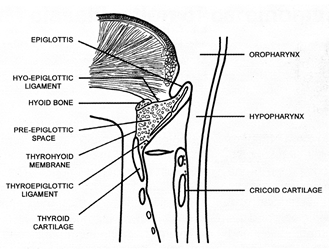 EPIGLOTTIS
HYO-EPIGLOTTIC
LIGAMENT
HYOID BONE
PRE-EPIGLOTTIC
SPACE
THYROHYOID
MEMBRANE
THYROEPIGLOTTIC
LIGAMENT
THYROID
CARTILAGE
OROPHARYNX
HYPOPHARYNX
CRICOID CARTILAGE